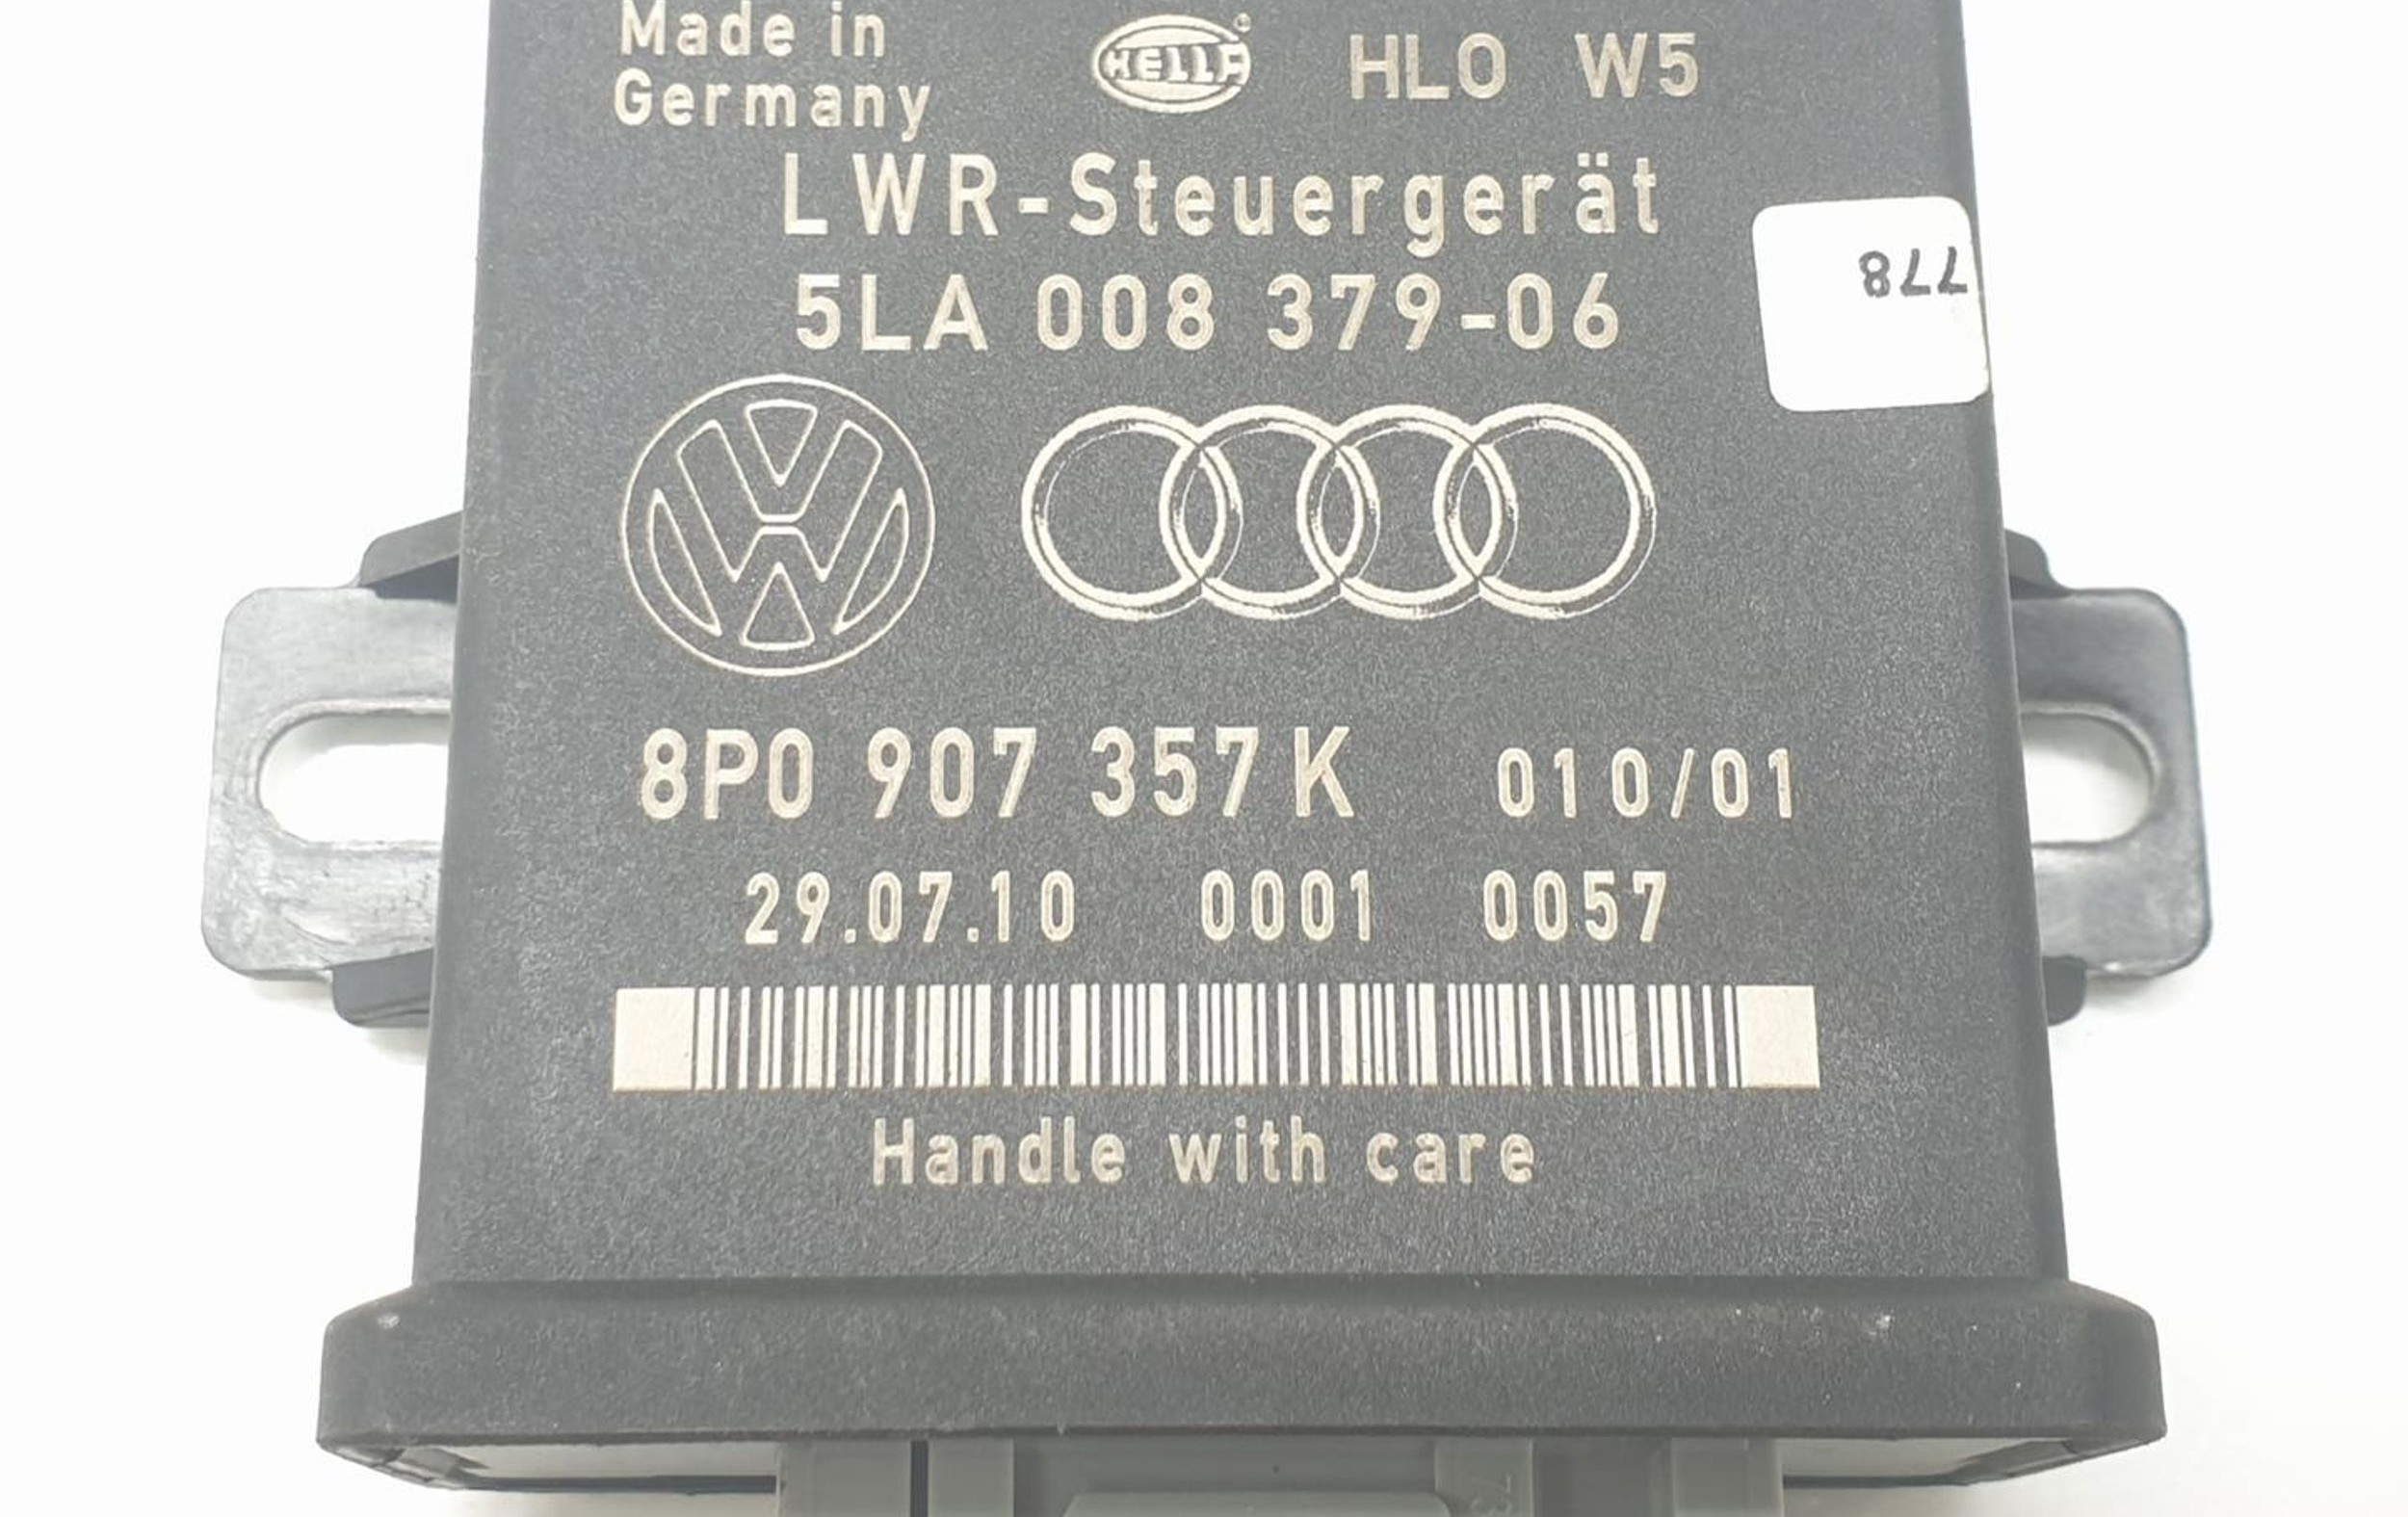 Made in
Germany
HELLA
HLO W5
LWR-Steuergerät
5LA 008 379-06
778
8P0 907 357 K 010/01
29.07.10 0001 0057
Handle with care